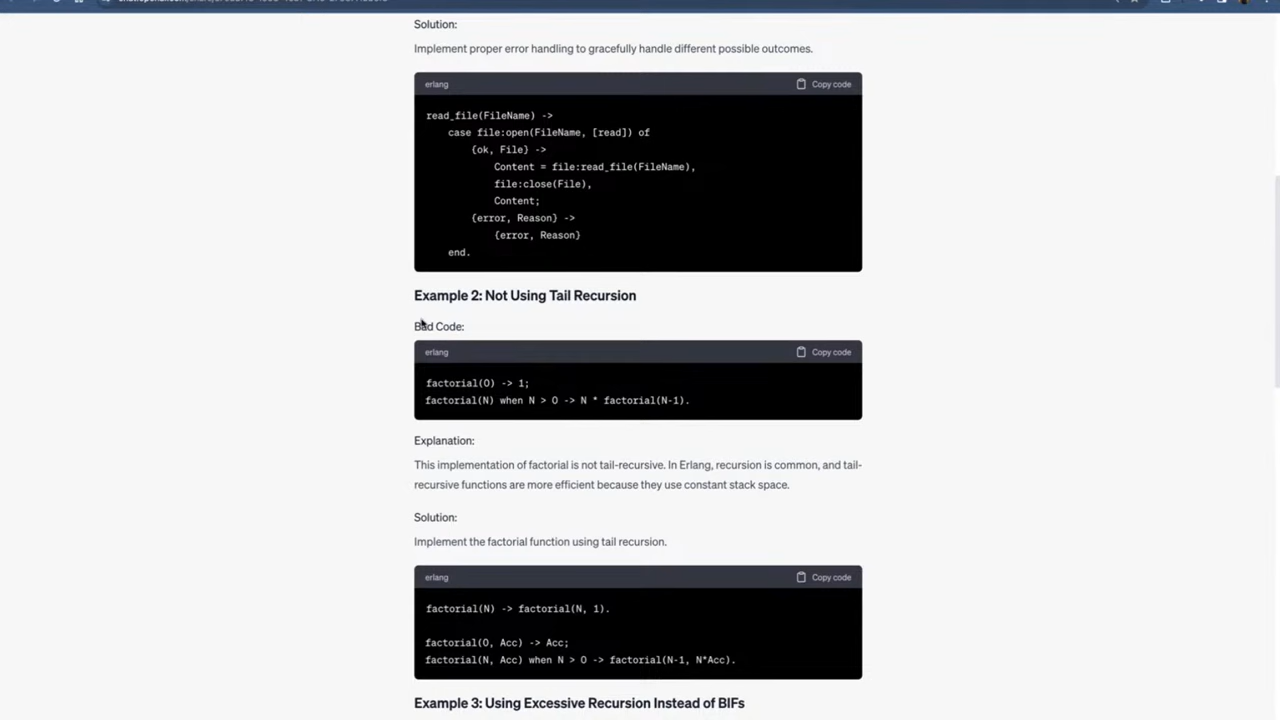 Solution:
Implement proper error handling to gracefully handle different possible outcomes.
erlang
Copy code
read_file(FileName) ->
case file:open(FileName, [read]) of
{ok, File} ->
Content = file:read_file(FileName),
file:close(File),
Content;
{error, Reason} ->
{error, Reason}
end.
Example 2: Not Using Tail Recursion
Bad Code:
erlang
Copy code
factorial(0) -> 1;
factorial(N) when N > 0 -> N * factorial(N-1).
Explanation:
This implementation of factorial is not tail-recursive. In Erlang, recursion is common, and tail-
recursive functions are more efficient because they use constant stack space.
Solution:
Implement the factorial function using tail recursion.
erlang
Copy code
factorial(N) -> factorial(N, 1).
factorial(0, Acc) -> Acc;
factorial(N, Acc) when N > 0 -> factorial(N-1, N*Acc).
Example 3: Using Excessive Recursion Instead of BIFs